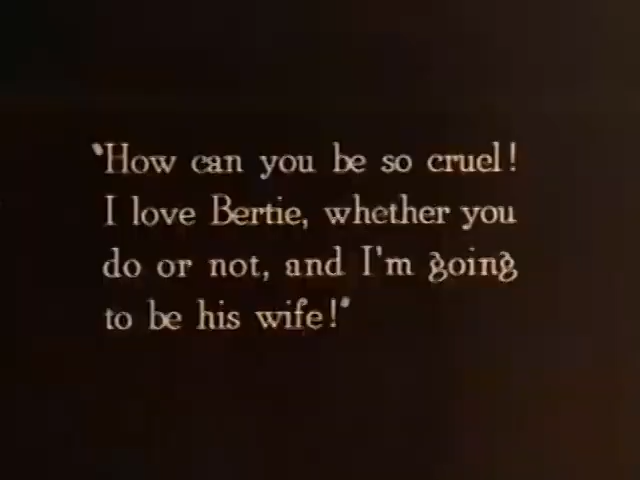 "How can you be so cruel!
I love Bertie, whether you
do or not, and I'm going
to be his wife!"